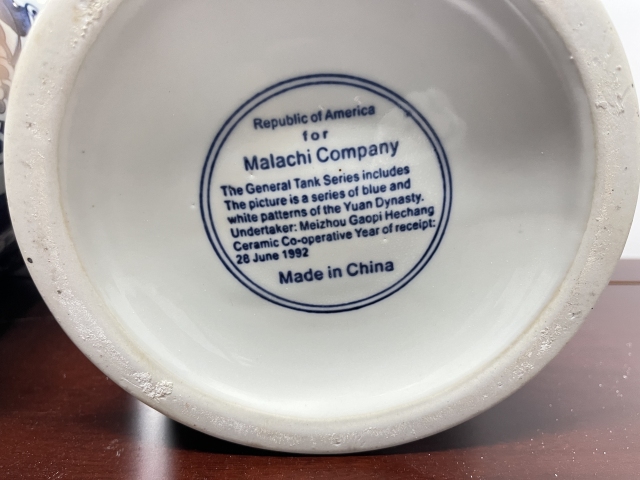 Republic of America
for
Malachi Company
The General Tank Series includes
The picture is a series of blue and
white patterns of the Yuan Dynasty.
Undertaker: Meizhou Gaopi Hechang
Ceramic Co-operative Year of receipt:
28 June 1992
Made in China